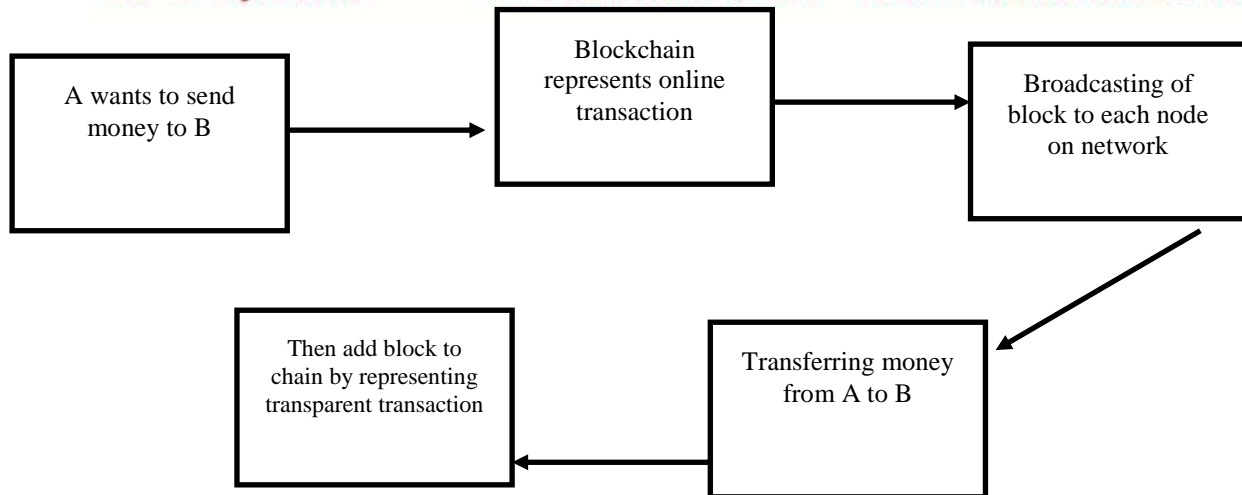 A wants to send
money to B
Blockchain
represents online
transaction
Broadcasting of
block to each node
on network
Transferring money
from A to B
Then add block to
chain by representing
transparent transaction